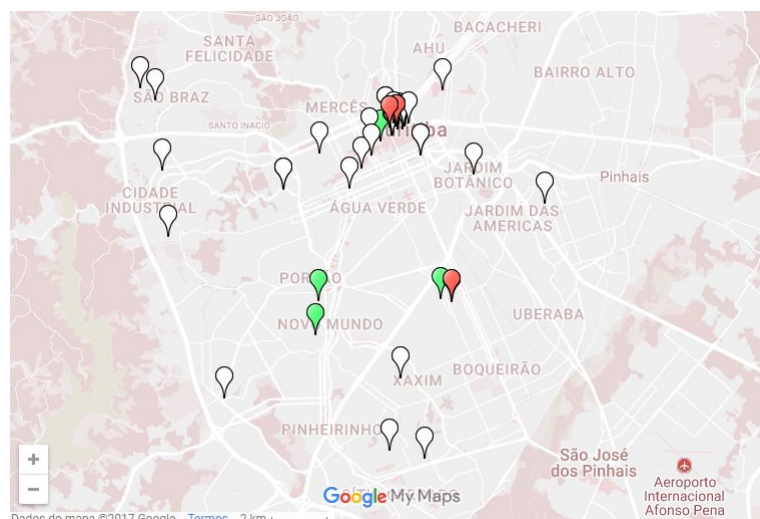 SÃO JOÃO
BACACHERI
SANTA
FELICIDADE
AHU
BAIRRO ALTO
SÃO BRAZ
MERCÊS
SANTO INACIO
JARDIM
BOTÂNICO
Pinhais
CIDADE
INDUSTRIAL
ÁGUA VERDE
JARDIM DAS
AMERICAS
NOVO MUNDO
UBERABA
BOQUEIRÃO
XAXIM
PINHEIRINHO
São José
dos Pinhais
+
−
Google My Maps
Aeroporto
Internacional
Afonso Pena
Dados de mapa ©2017 Google Termos 2 km